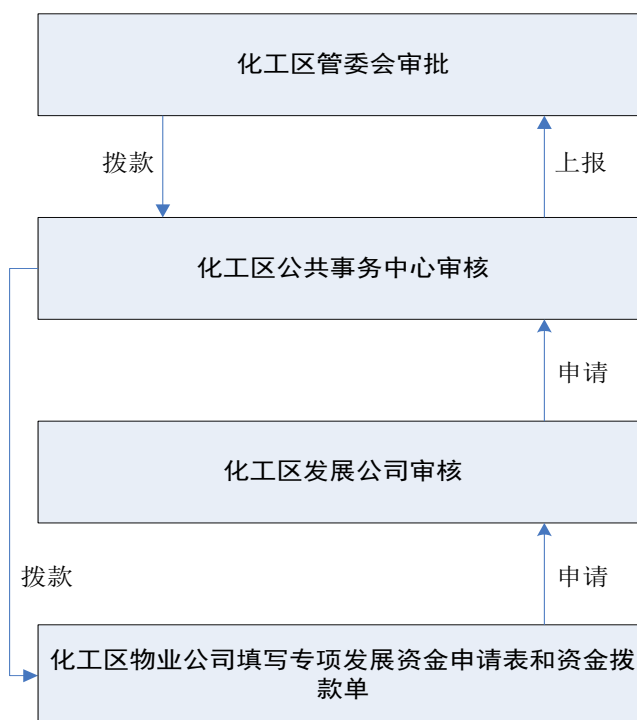 化工区管委会审批
拨款
上报
化工区公共事务中心审核
申请
化工区发展公司审核
拨款
申请
化工区物业公司填写专项发展资金申请表和资金拨
款单